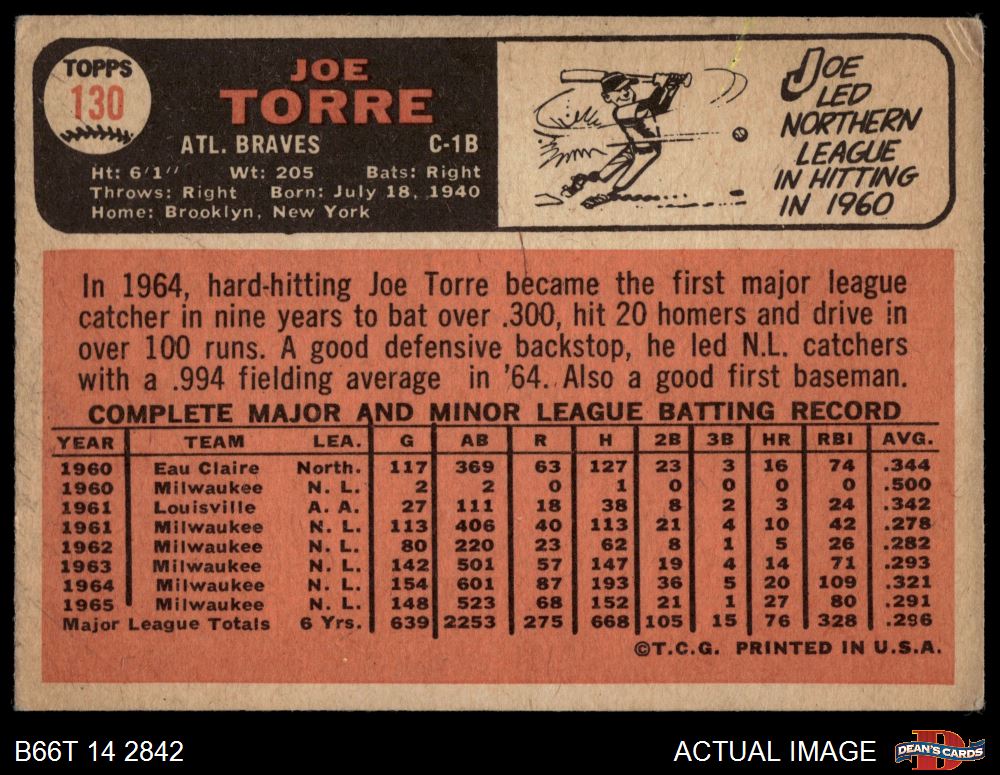 TOPPS
130
JOE
TORRE
ATL. BRAVES C-1B
Ht: 6'1" Wt: 205 Bats: Right
Throws: Right Born: July 18, 1940
Home: Brooklyn, New York
JOE
LED
NORTHERN
LEAGUE
IN HITTING
IN 1960
In 1964, hard-hitting Joe Torre became the first major league
catcher in nine years to bat over .300, hit 20 homers and drive in
over 100 runs. A good defensive backstop, he led N.L. catchers
with a .994 fielding average in '64. Also a good first baseman.
COMPLETE MAJOR AND MINOR LEAGUE BATTING RECORD
YEAR TEAM LEA. G AB R H 2B 3B HR RBI AVG.
1960 Eau Claire North. 117 369 63 127 23 3 16 74 .344
1960 Milwaukee N. L. 2 2 0 1 0 0 0 0 .500
1961 Louisville A. A. 27 111 18 38 8 2 3 24 .342
1961 Milwaukee N. L. 113 406 40 113 21 4 10 42 .278
1962 Milwaukee N. L. 80 220 23 62 8 1 5 26 .282
1963 Milwaukee N. L. 142 501 57 147 19 4 14 71 .293
1964 Milwaukee N. L. 154 601 87 193 36 5 20 109 .321
1965 Milwaukee N. L. 148 523 68 152 21 1 27 80 .291
Major League Totals 6 Yrs. 639 2253 275 668 105 15 76 328 .296
©T.C.G. PRINTED IN U.S.A.
B66T 14 2842
ACTUAL IMAGE
DEAN'S CARDS